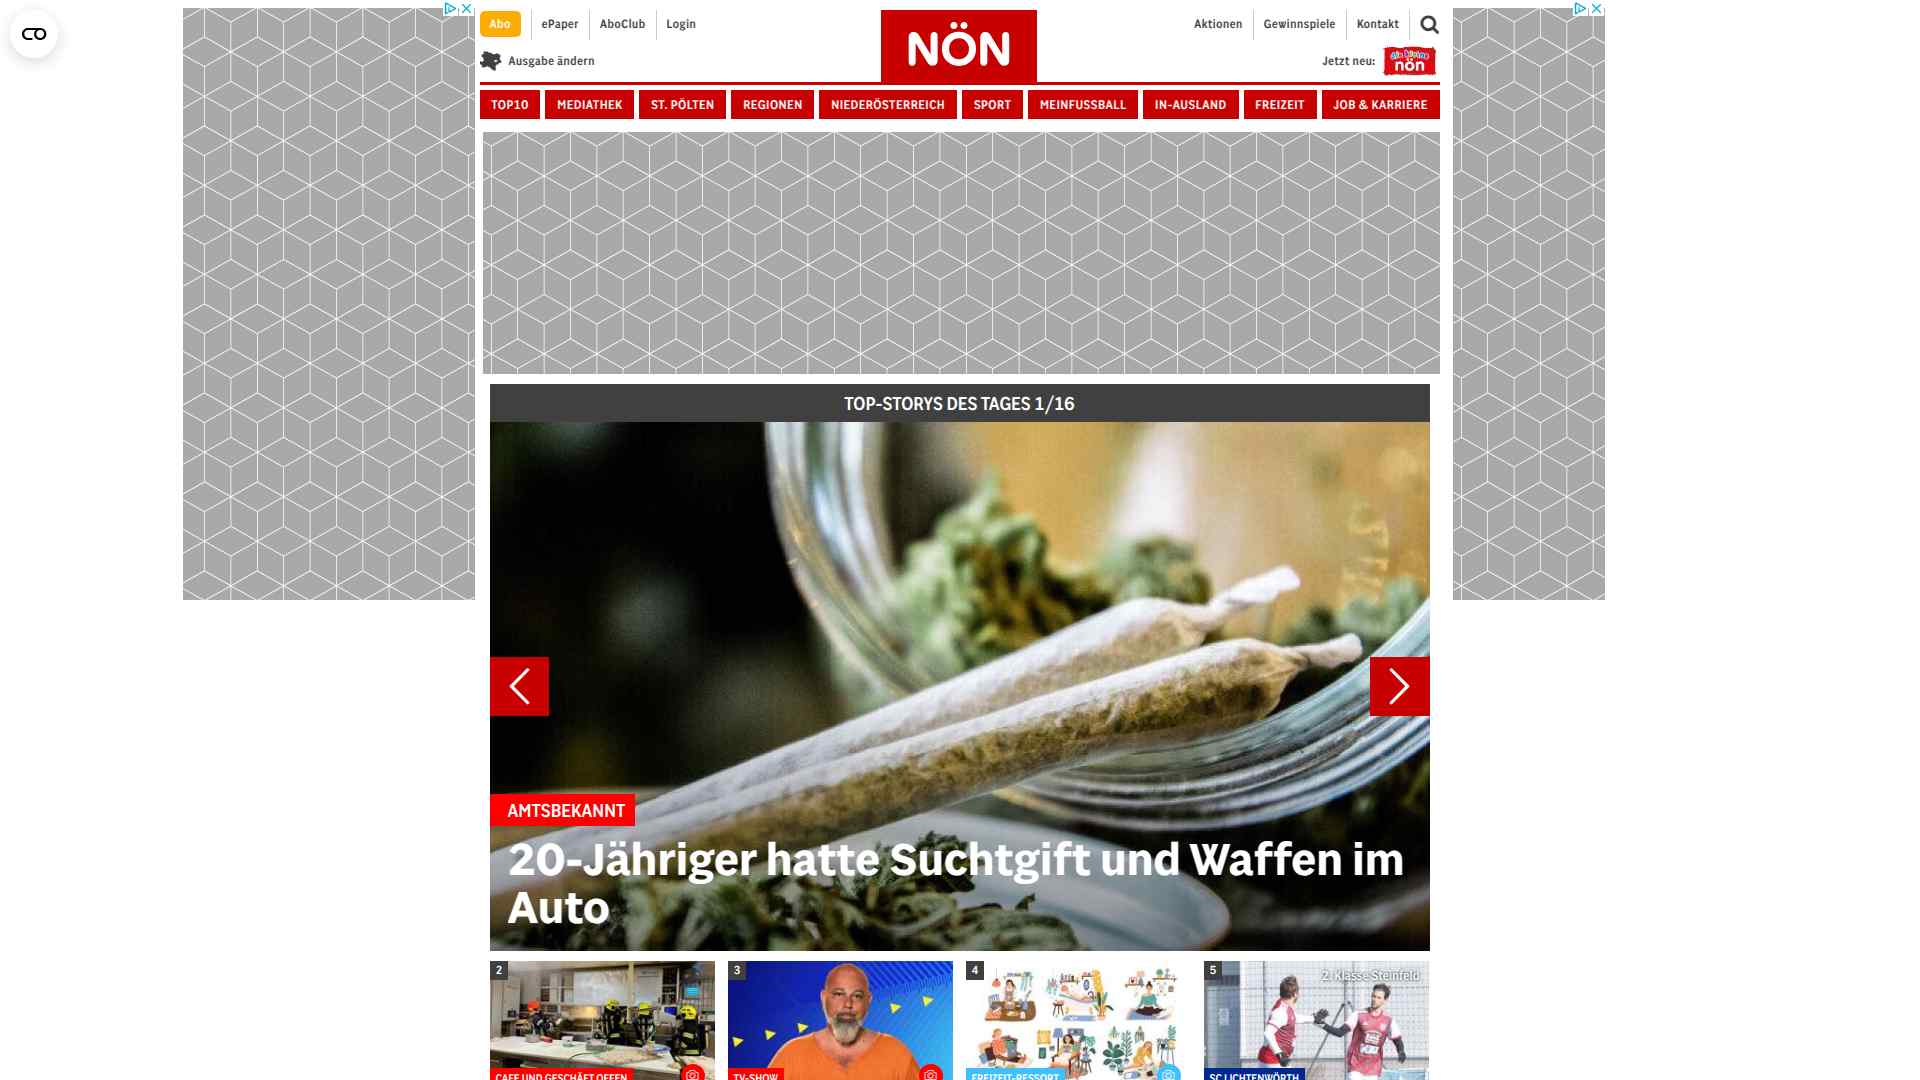 Abo
ePaper
AboClub
Login
NÖN
Aktionen
Gewinnspiele
Kontakt
Ausgabe ändern
Jetzt neu:
die kleine
nön
TOP10
MEDIATHEK
ST. PÖLTEN
REGIONEN
NIEDERÖSTERREICH
SPORT
MEINFUSSBALL
IN-AUSLAND
FREIZEIT
JOB & KARRIERE
TOP-STORYS DES TAGES 1/16
AMTSBEKANNT
20-Jähriger hatte Suchtgift und Waffen im
Auto
2
3
4
5
2. Klasse Steinfeld
CAFE UND GESCHÄFT OFFEN
TV-SHOW
FREIZEIT-RESSORT
SC LICHTENWÖRTH